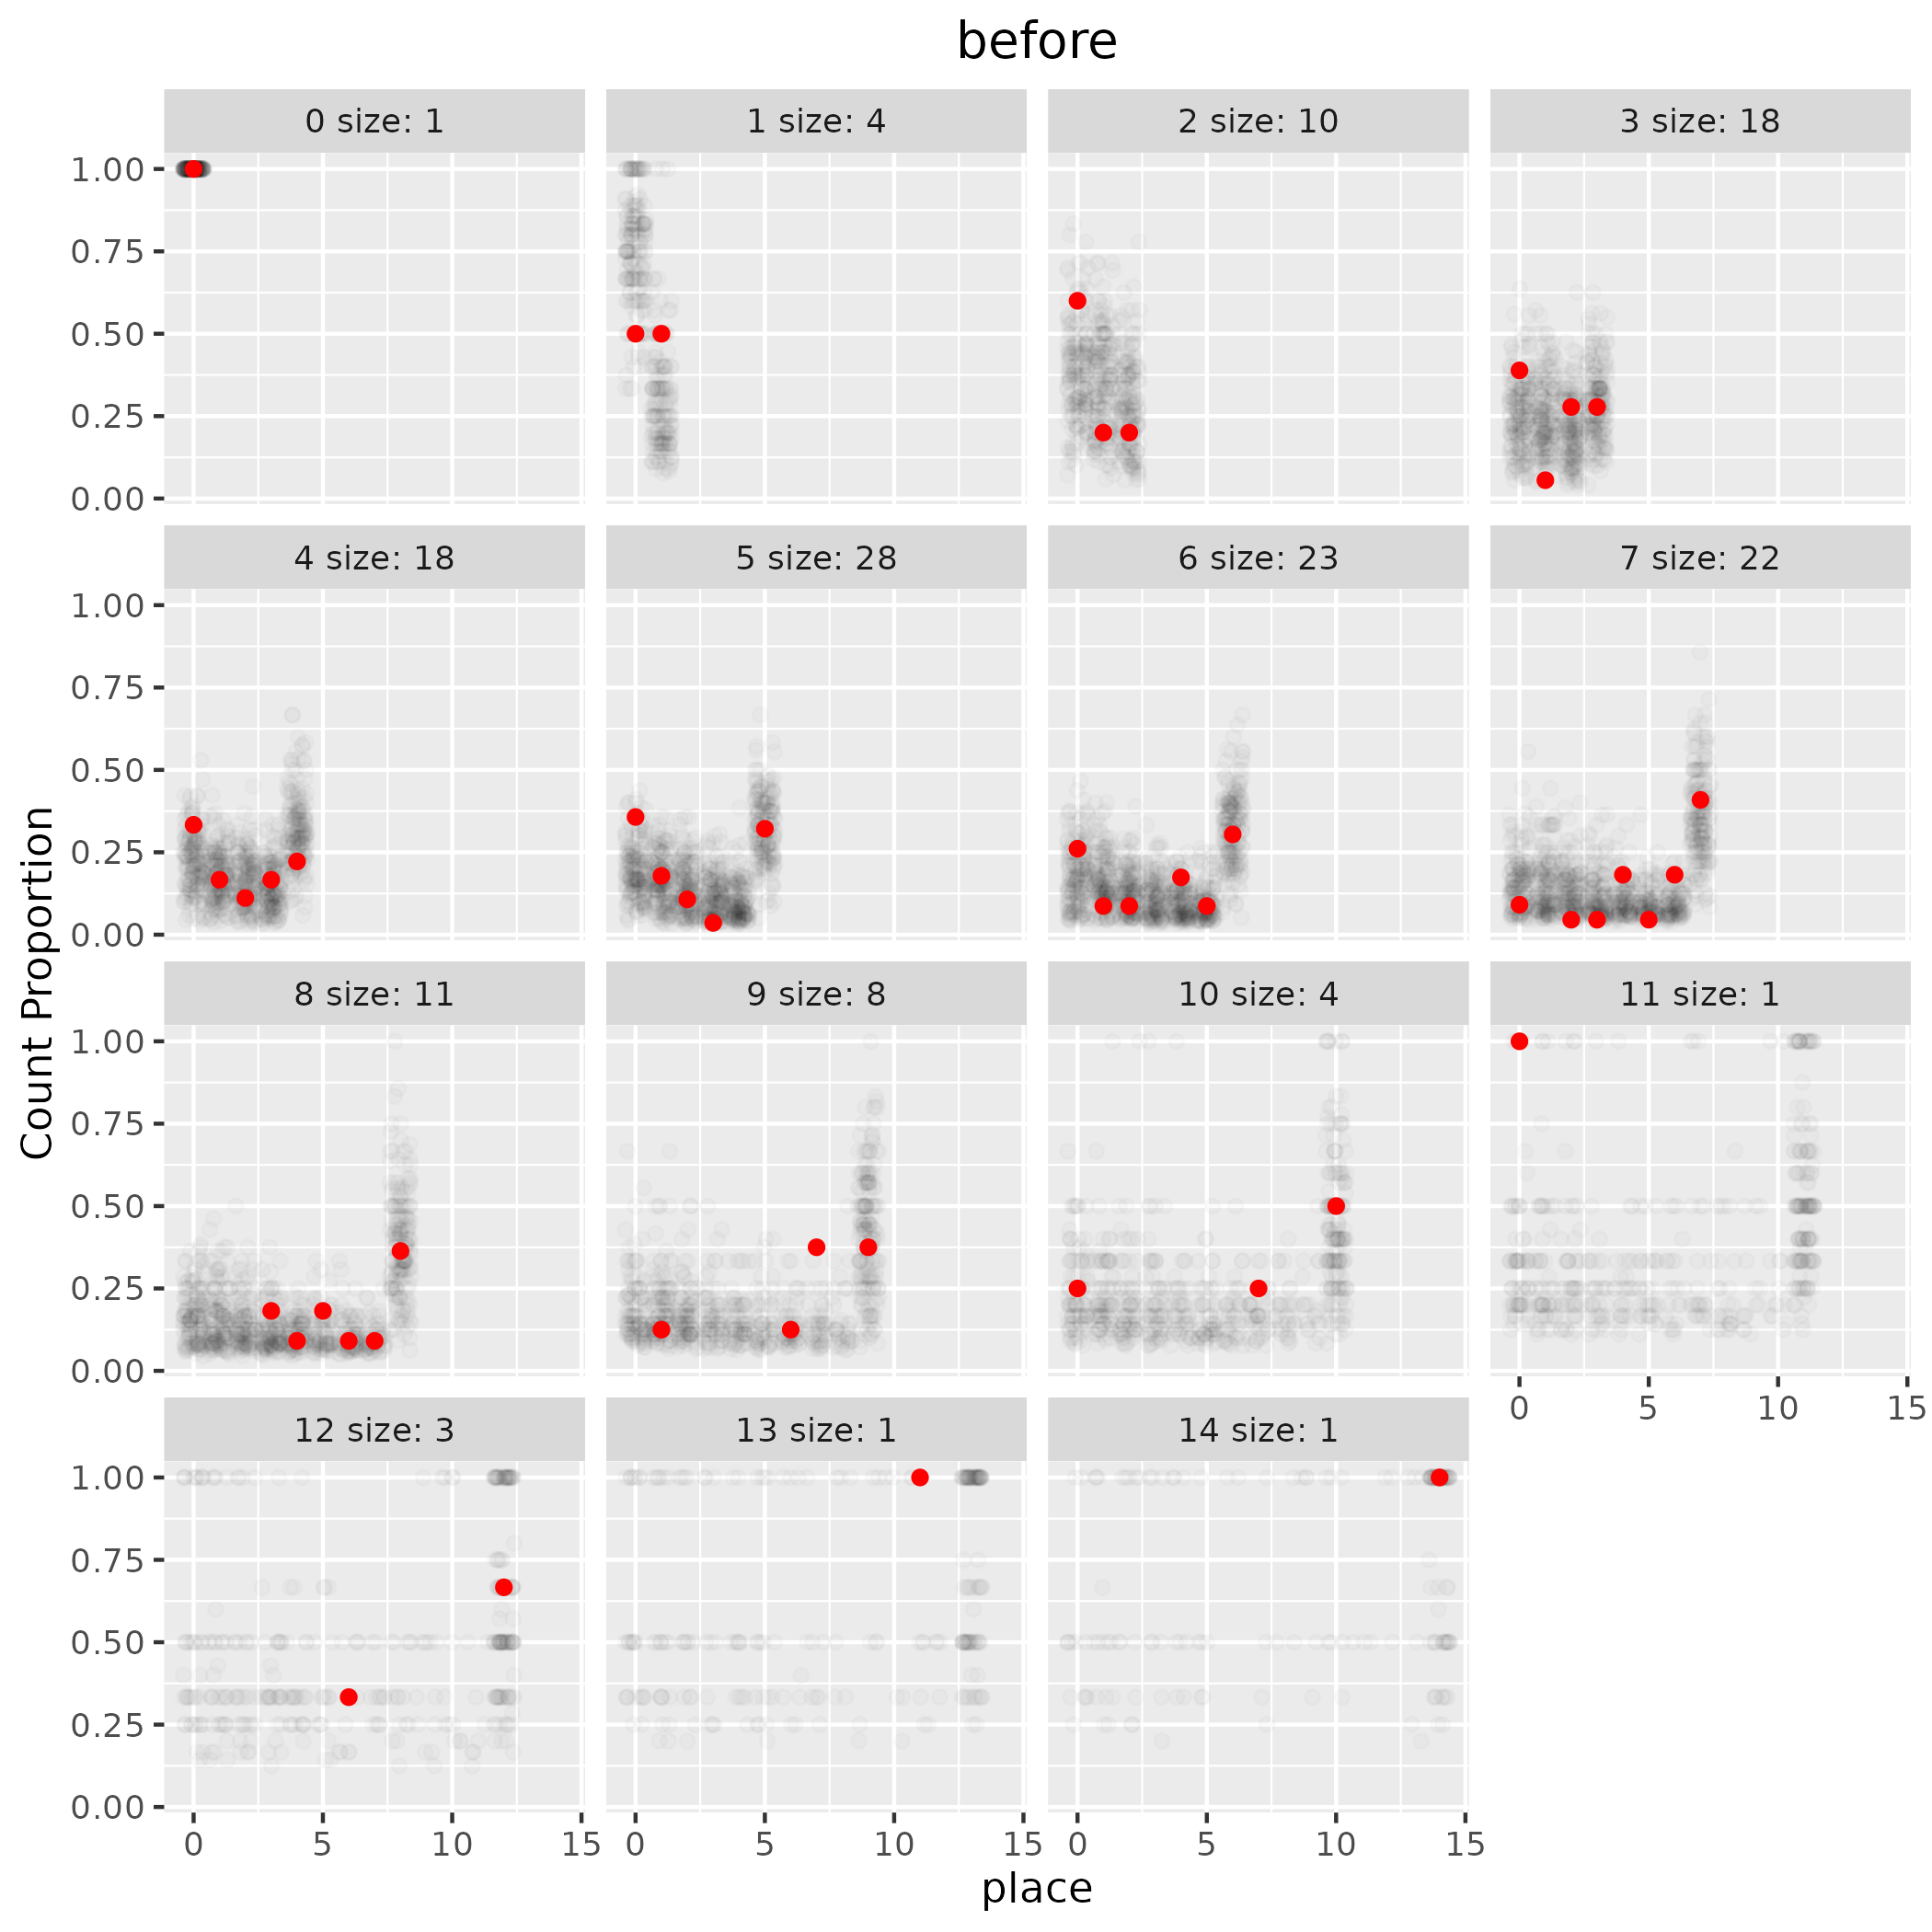 before
0 size: 1
1 size: 4
2 size: 10
3 size: 18
1.00
0.75
0.50
0.25
0.00
4 size: 18
5 size: 28
6 size: 23
7 size: 22
1.00
0.75
0.50
0.25
0.00
Count Proportion
8 size: 11
9 size: 8
10 size: 4
11 size: 1
1.00
0.75
0.50
0.25
0.00
0 5 10 15
12 size: 3
13 size: 1
14 size: 1
1.00
0.75
0.50
0.25
0.00
0 5 10 15
0 5 10 15
0 5 10 15
place